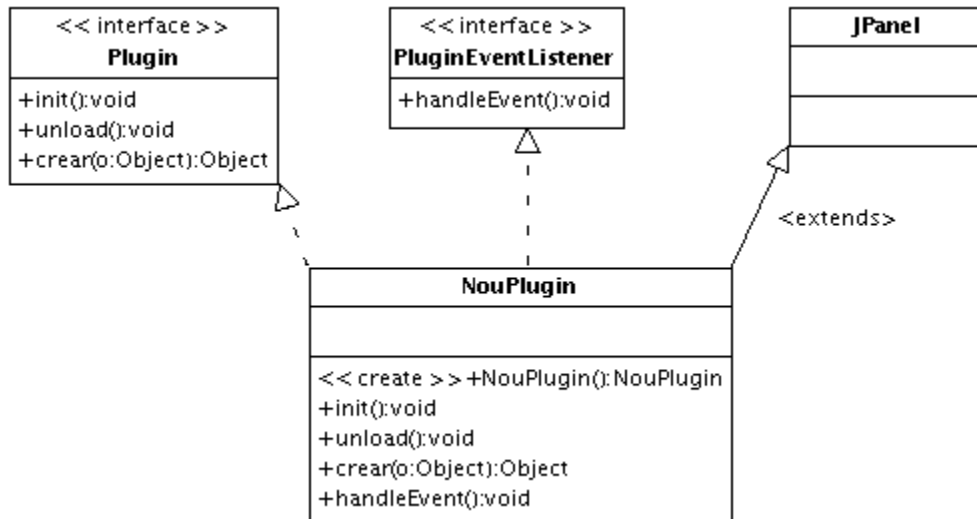 << interface >>
Plugin
+init():void
+unload():void
+crear(o:Object):Object
<< interface >>
PluginEventListener
+handleEvent():void
JPanel
<extends>
NouPlugin
<< create >> +NouPlugin():NouPlugin
+init():void
+unload():void
+crear(o:Object):Object
+handleEvent():void